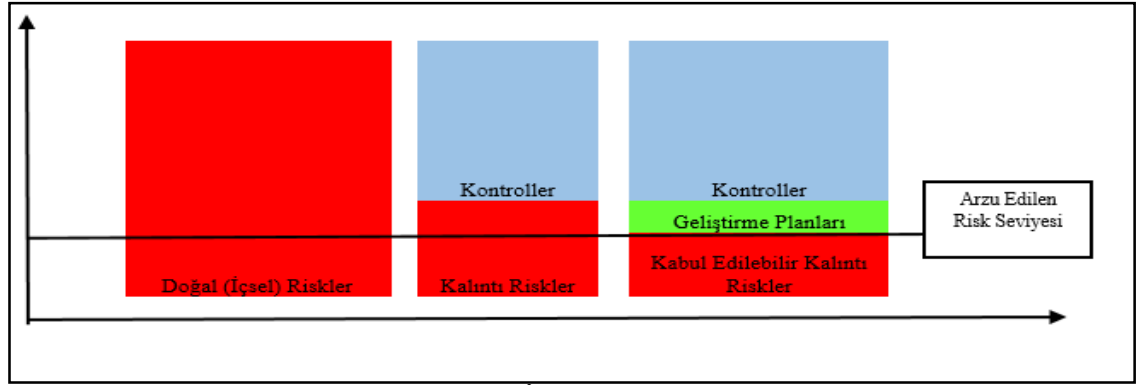 Doğal (İçsel) Riskler
Kontroller
Kalıntı Riskler
Kontroller
Geliştirme Planları
Kabul Edilebilir Kalıntı
Riskler
Arzu Edilen
Risk Seviyesi